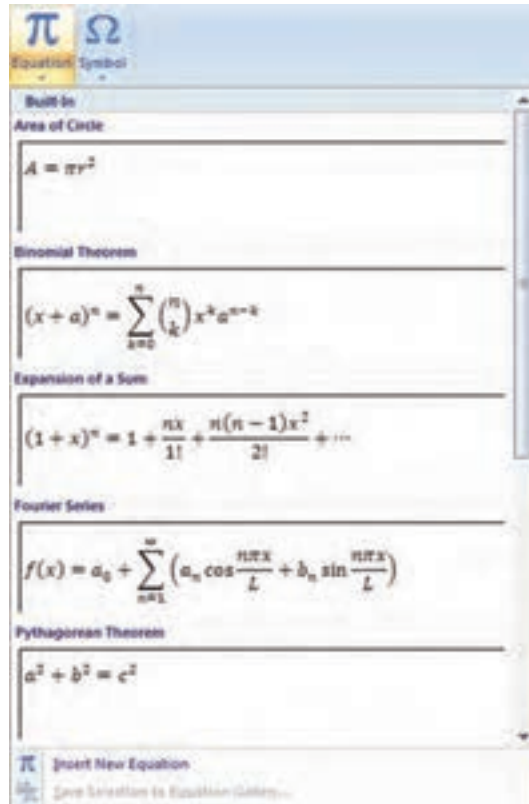 π Ω
Equation Symbol
Built-In
Area of Circle
A = πr²
Binomial Theorem
(x + a)ⁿ = ∑_{k=0}^{n} (n k) xᵏaⁿ⁻ᵏ
Expansion of a Sum
(1 + x)ⁿ = 1 + nx/1! + n(n − 1)x²/2! + ⋯
Fourier Series
f(x) = a₀ + ∑_{n=1}^{∞} (aₙ cos nπx/L + bₙ sin nπx/L)
Pythagorean Theorem
a² + b² = c²
π Insert New Equation
Save Selection to Equation Gallery...